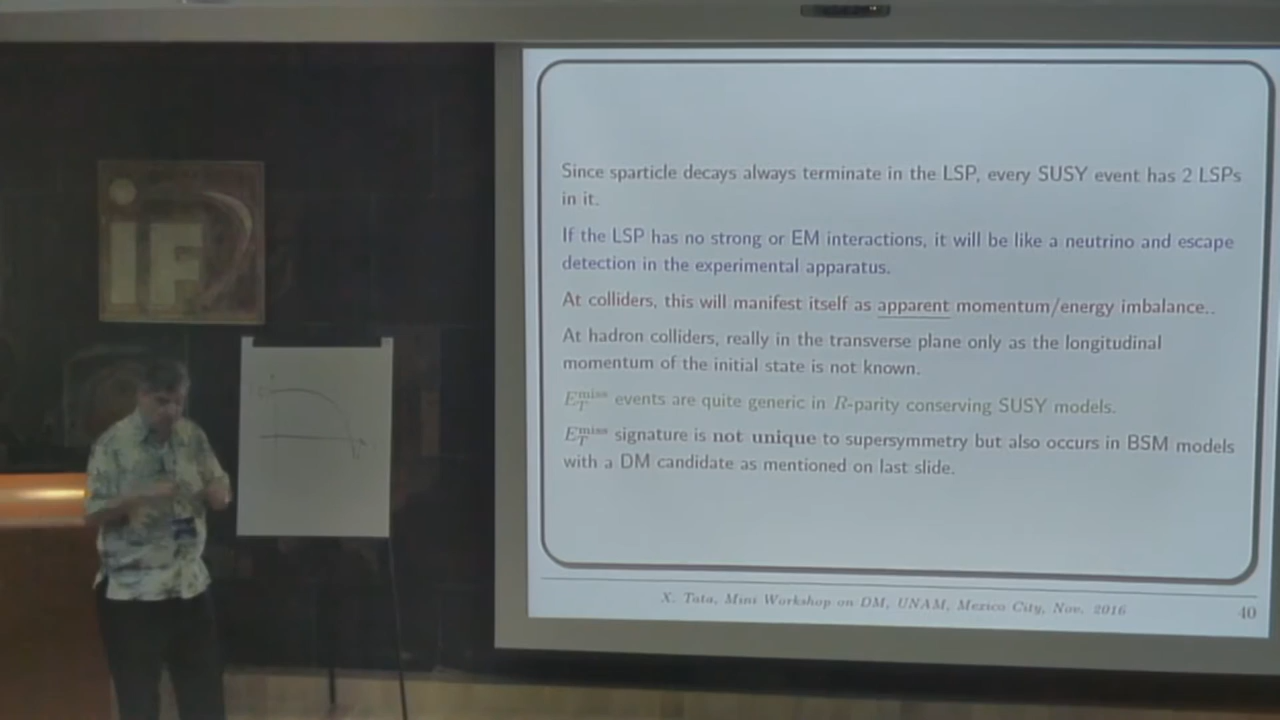 Since sparticle decays always terminate in the LSP, every SUSY event has 2 LSPs
in it.
If the LSP has no strong or EM interactions, it will be like a neutrino and escape
detection in the experimental apparatus.
At colliders, this will manifest itself as apparent momentum/energy imbalance..
At hadron colliders, really in the transverse plane only as the longitudinal
momentum of the initial state is not known.
E_T^miss events are quite generic in R-parity conserving SUSY models.
E_T^miss signature is not unique to supersymmetry but also occurs in BSM models
with a DM candidate as mentioned on last slide.
X. Tata, Mini Workshop on DM, UNAM, Mexico City, Nov. 2016
40
iF